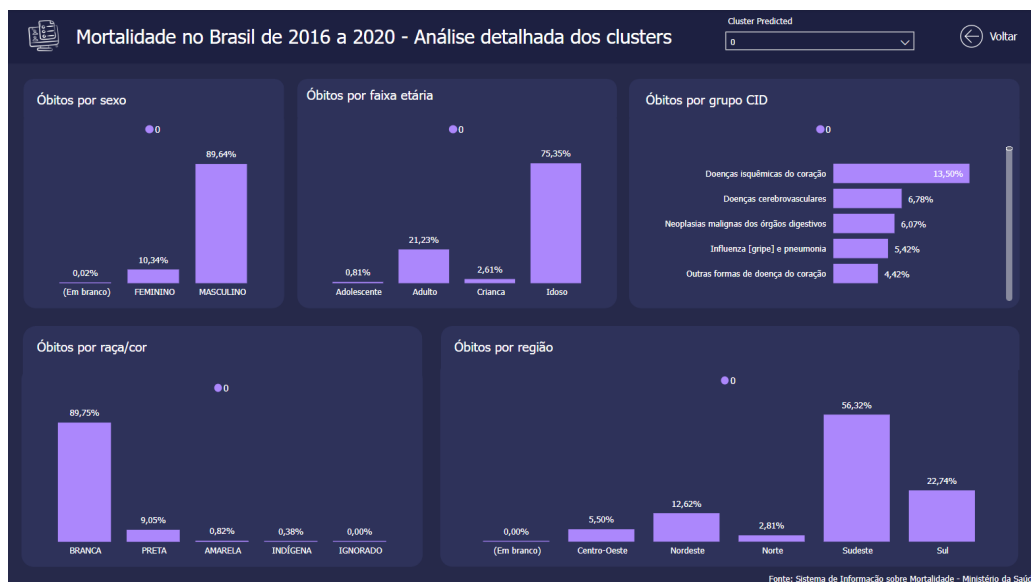 Mortalidade no Brasil de 2016 a 2020 - Análise detalhada dos clusters
Cluster Predicted
0
Voltar
Óbitos por sexo
0
89,64%
10,34%
0,02%
(Em branco) FEMININO MASCULINO
Óbitos por faixa etária
0
75,35%
21,23%
2,61%
0,81%
Adolescente Adulto Crianca Idoso
Óbitos por grupo CID
0
Doenças isquêmicas do coração 13,50%
Doenças cerebrovasculares 6,78%
Neoplasias malignas dos órgãos digestivos 6,07%
Influenza [gripe] e pneumonia 5,42%
Outras formas de doença do coração 4,42%
Óbitos por raça/cor
0
89,75%
9,05%
0,82% 0,38% 0,00%
BRANCA PRETA AMARELA INDÍGENA IGNORADO
Óbitos por região
0
56,32%
22,74%
12,62%
5,50%
2,81%
0,00%
(Em branco) Centro-Oeste Nordeste Norte Sudeste Sul
Fonte: Sistema de Informação sobre Mortalidade - Ministério da Saúd